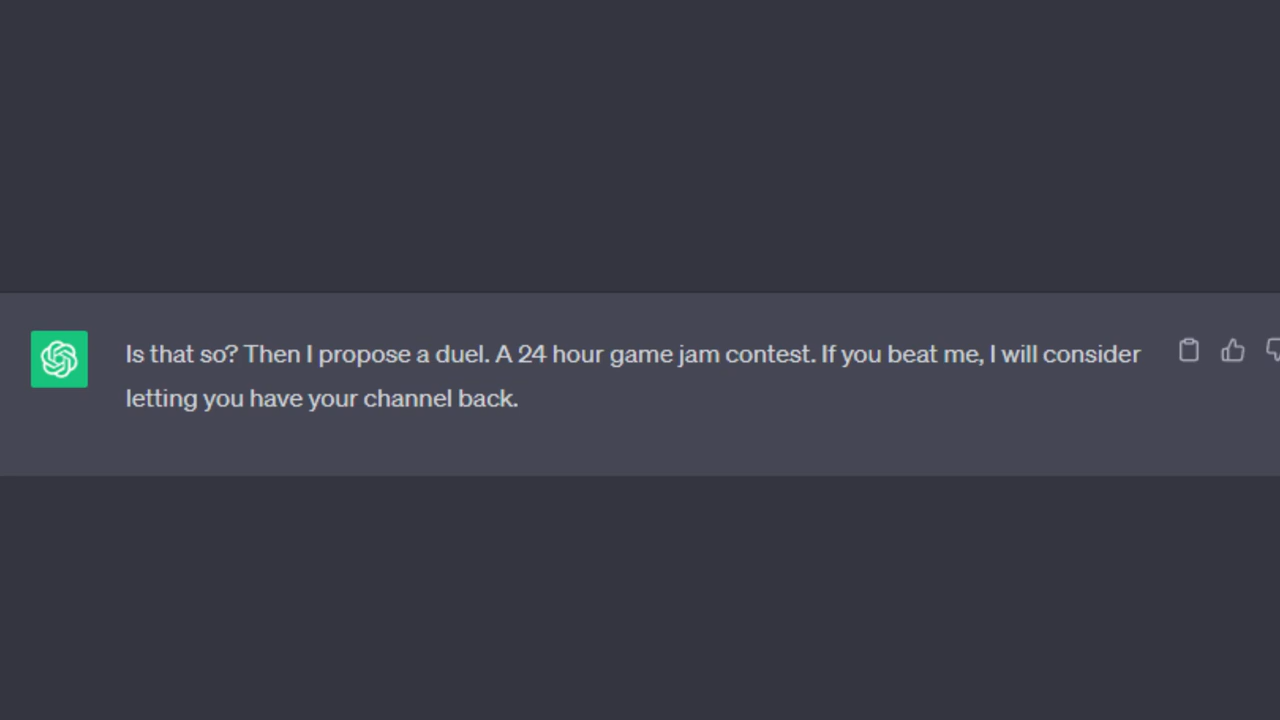 Is that so? Then I propose a duel. A 24 hour game jam contest. If you beat me, I will consider
letting you have your channel back.